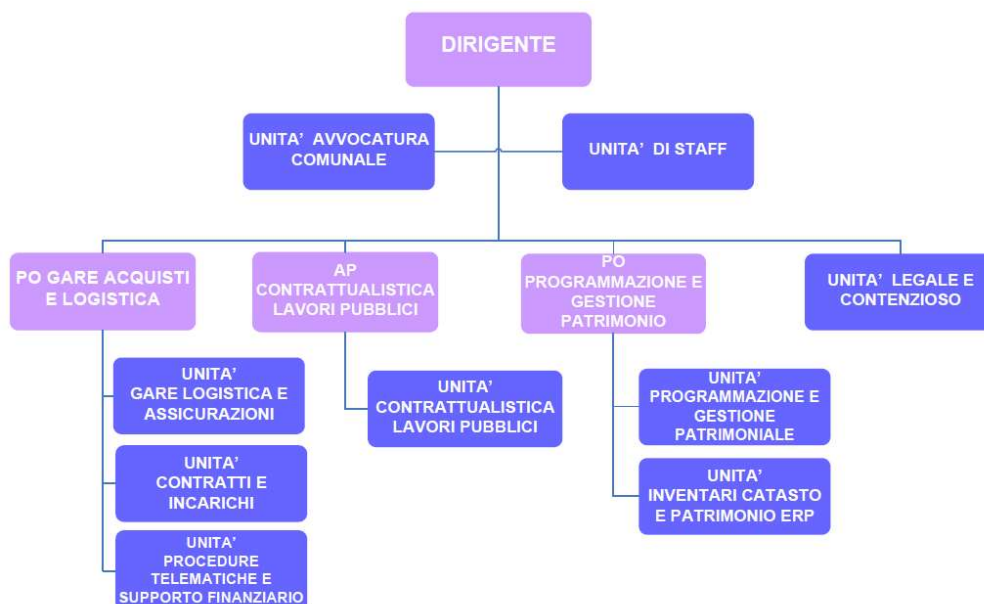 DIRIGENTE
UNITA’ AVVOCATURA
COMUNALE
UNITA’ DI STAFF
PO GARE ACQUISTI
E LOGISTICA
AP
CONTRATTUALISTICA
LAVORI PUBBLICI
PO
PROGRAMMAZIONE E
GESTIONE
PATRIMONIO
UNITA’ LEGALE E
CONTENZIOSO
UNITA’
GARE LOGISTICA E
ASSICURAZIONI
UNITA’
CONTRATTI E
INCARICHI
UNITA’
PROCEDURE
TELEMATICHE E
SUPPORTO FINANZIARIO
UNITA’
CONTRATTUALISTICA
LAVORI PUBBLICI
UNITA’
PROGRAMMAZIONE E
GESTIONE
PATRIMONIALE
UNITA’
INVENTARI CATASTO
E PATRIMONIO ERP